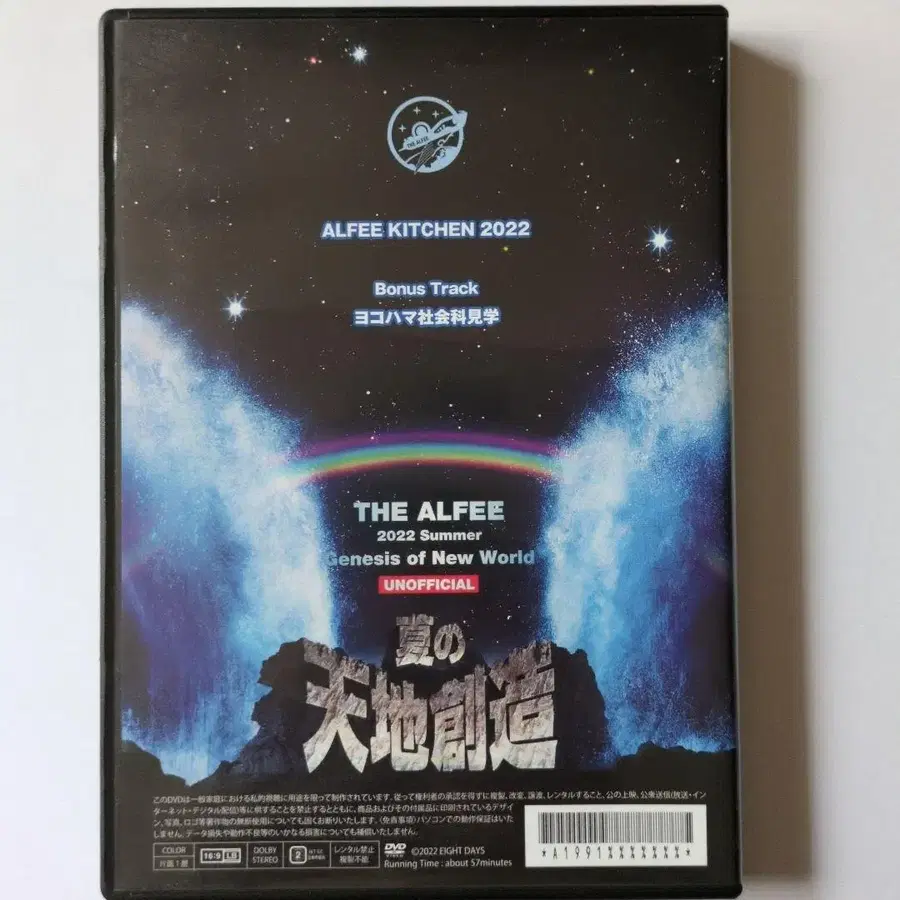 THE ALFEE
ALFEE KITCHEN 2022
Bonus Track
ヨコハマ社会科見学
THE ALFEE
2022 Summer
Genesis of New World
UNOFFICIAL
夏の
天地創造
このDVDは一般家庭における私的視聴に用途を限って制作されています。従って権利者の承認を得ずに複製、改変、譲渡、レンタルすること、公の上映、公衆送信(放送・イン
ターネット・デジタル配信)等に供することを禁止するとともに、商品およびその付属品に印刷されているデザイ
ン、写真、ロゴ等著作物の無断使用についても固くお断りいたします。〈免責事項〉パソコンでの動作保証はいたし
ません。データ損失や動作不良等のいかなる損害についても補償いたしません。
COLOR
片面1層
16:9 LB
DOLBY
STEREO
2
レンタル禁止
複製不能
DVD
VIDEO
©2022 EIGHT DAYS
Running Time : about 57minutes